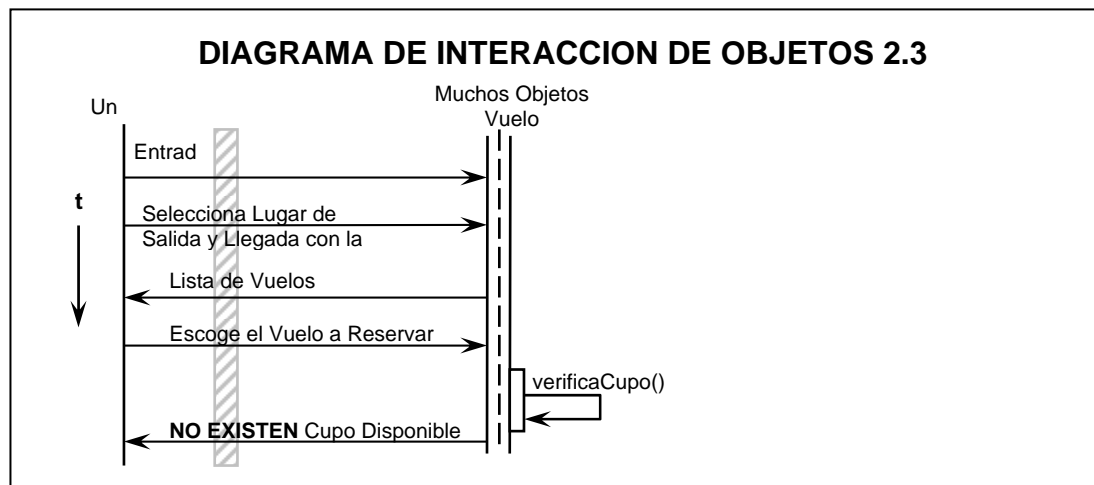 DIAGRAMA DE INTERACCION DE OBJETOS 2.3
Muchos Objetos
Vuelo
Un
Entrad
t
Selecciona Lugar de
Salida y Llegada con la
Lista de Vuelos
Escoge el Vuelo a Reservar
verificaCupo()
NO EXISTEN Cupo Disponible